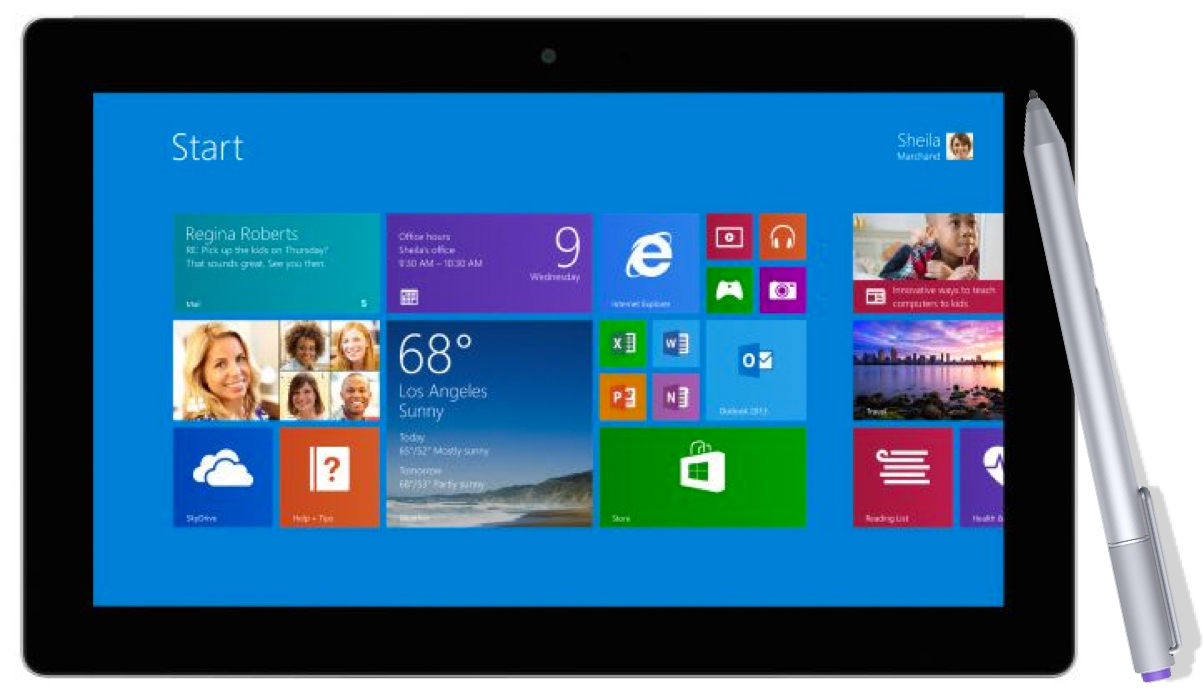 Start
Sheila
Marchand
Regina Roberts
RE: Pick up the kids on Thursday?
That sounds great. See you then.
Mail
5
Office hours
Sheila's office
9:30 AM – 10:30 AM
9
Wednesday
Internet Explorer
Innovative ways to teach
computers to kids
68°
Los Angeles
Sunny
Today
65°/52° Mostly sunny
Tomorrow
68°/53° Partly sunny
Weather
X
W
P
N
O
Outlook 2013
Travel
SkyDrive
?
Help + Tips
Store
Reading List
Health &